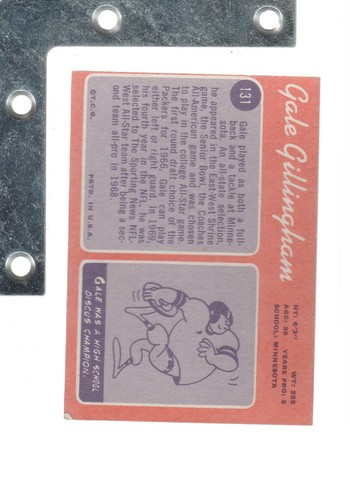 Gale Gillingham
HT: 6/3" WT: 255
AGE: 26 YEARS PRO: 5
SCHOOL: MINNESOTA
131
Gale played as both a full-
back and a tackle at Minne-
sota. An all-state selection,
he appeared in the East-West Shrine
game, the Senior Bowl, the Coaches
All-American game and was chosen
to play in the College All-Star game.
The first round draft choice of the
Packers for 1966, Gale can play
either left or right guard. In 1969,
his fourth year in the NFL, he was
selected to The Sporting News NFL-
West All-Star team after being a sec-
ond team all-pro in 1968.
©T.C.G. PRTD. IN U.S.A.
GALE WAS A HIGH SCHOOL
DISCUS CHAMPION.